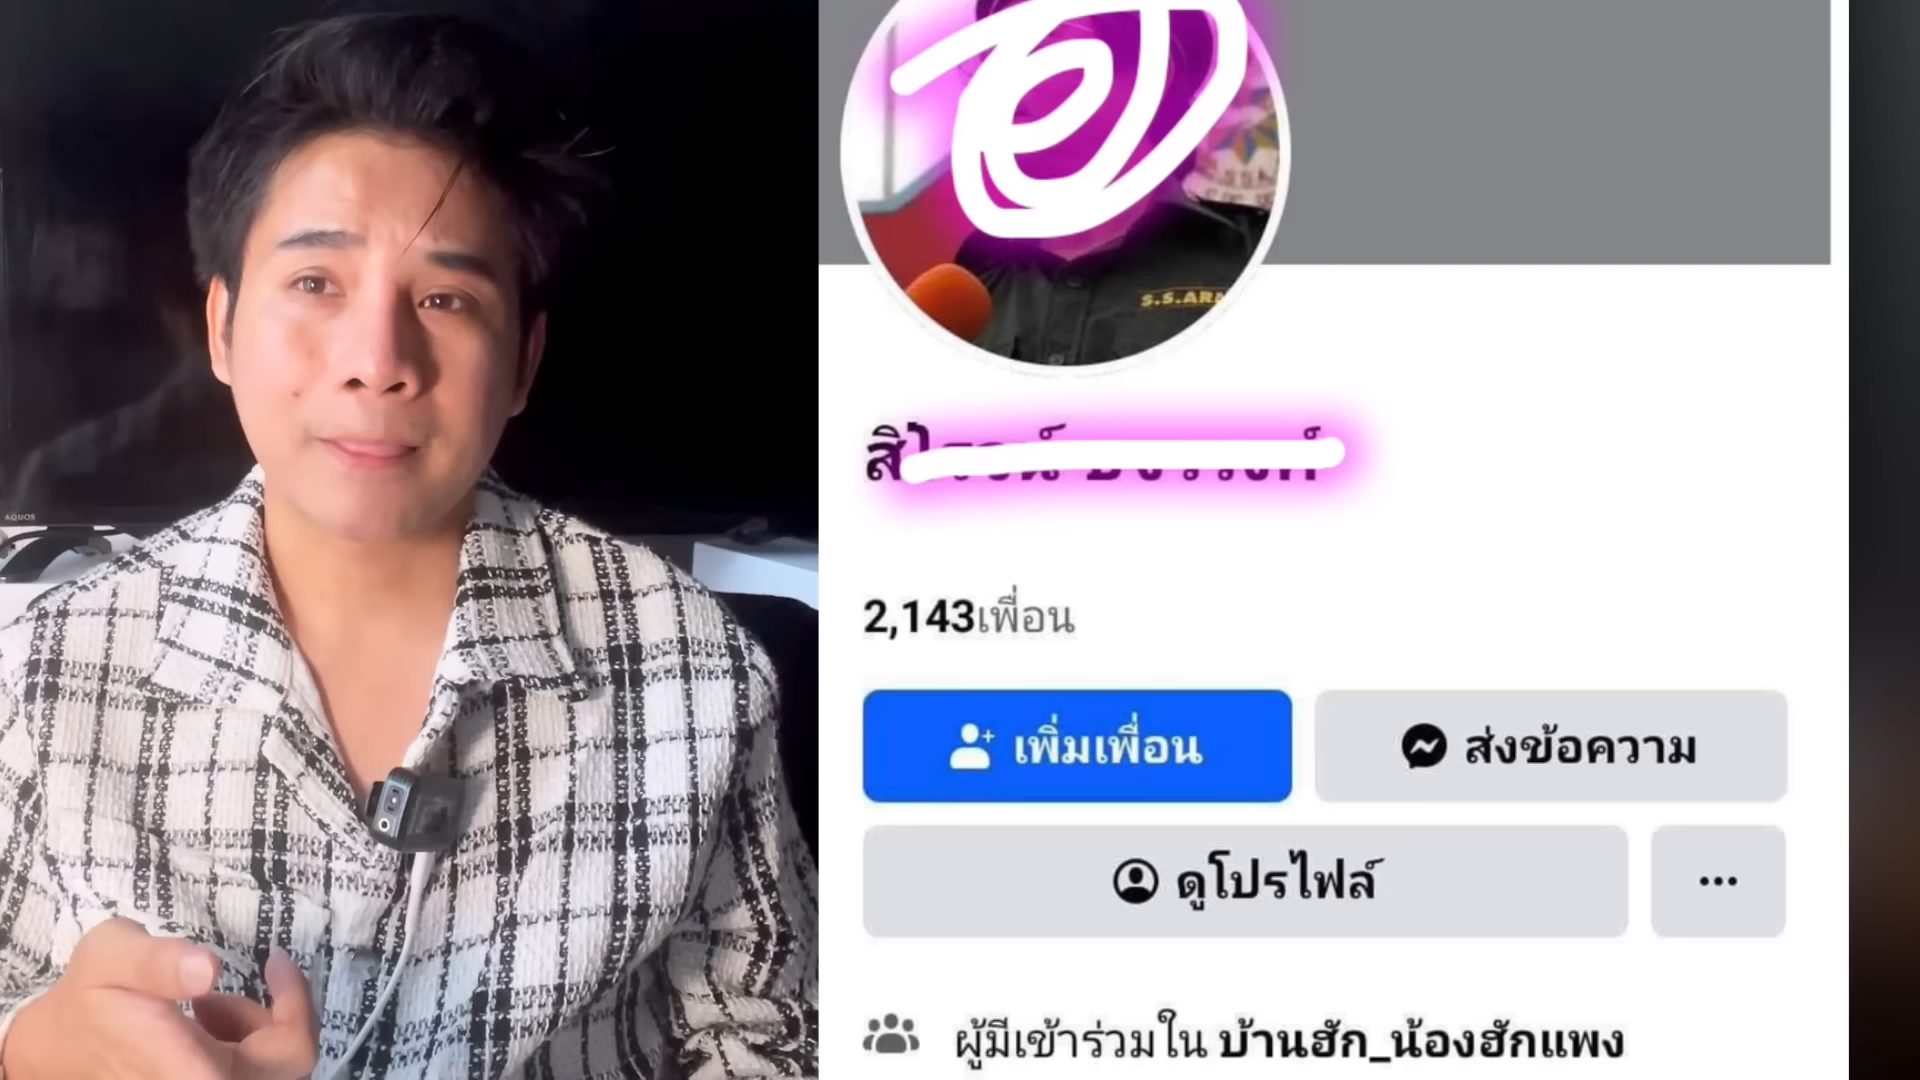 AQUOS
S.S.AR
2,143เพื่อน
เพิ่มเพื่อน
ส่งข้อความ
ดูโปรไฟล์
ผู้มีเข้าร่วมใน บ้านฮัก_น้องฮักแพง